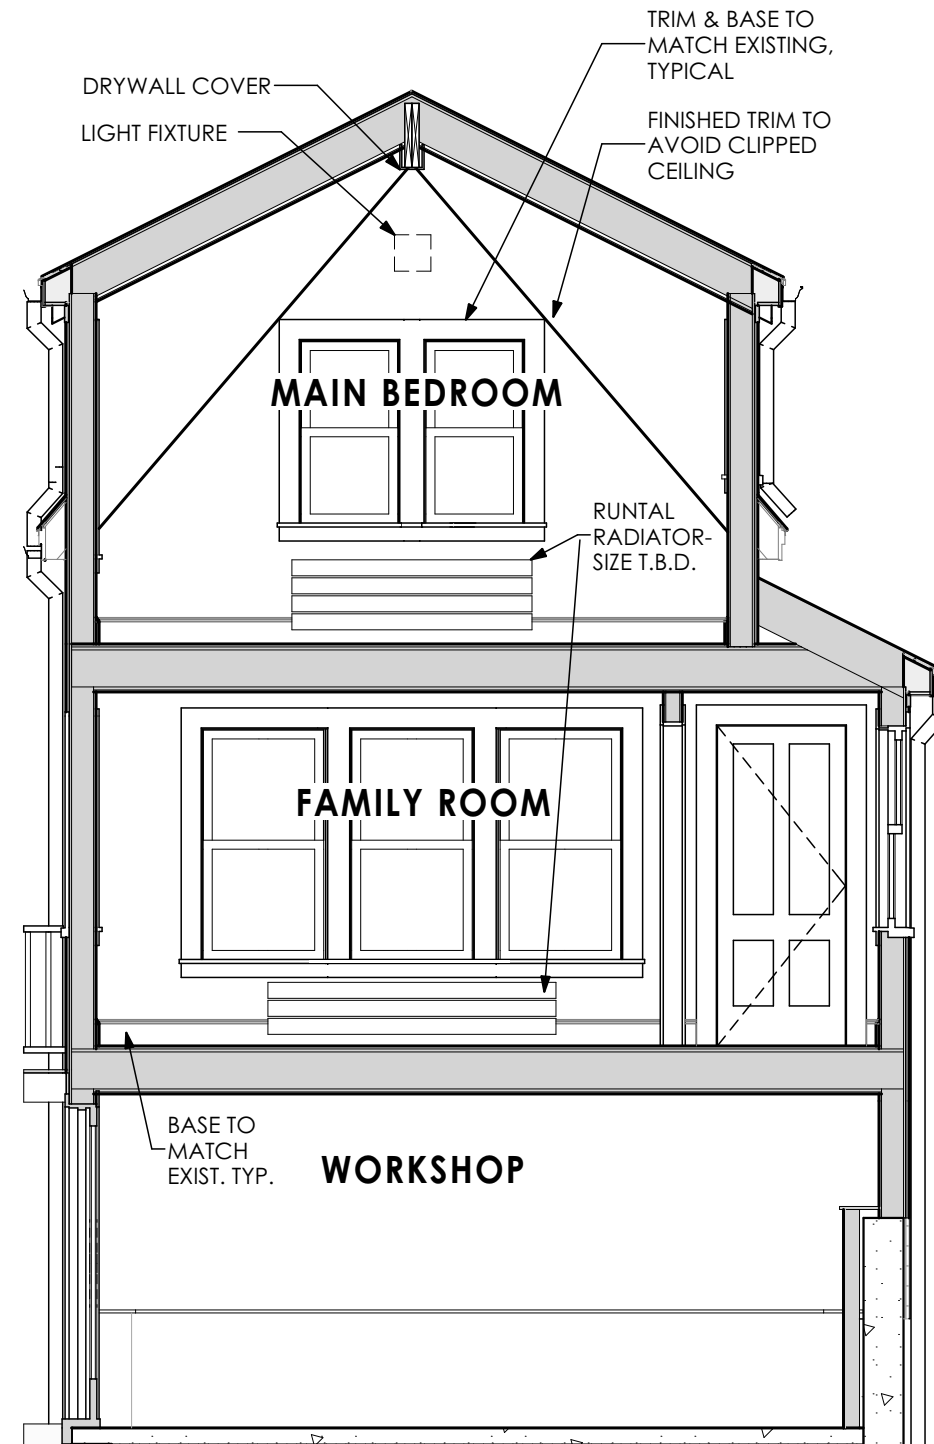 TRIM & BASE TO
MATCH EXISTING,
TYPICAL
DRYWALL COVER
LIGHT FIXTURE
FINISHED TRIM TO
AVOID CLIPPED
CEILING
MAIN BEDROOM
RUNTAL
RADIATOR-
SIZE T.B.D.
FAMILY ROOM
BASE TO
MATCH
EXIST. TYP.
WORKSHOP